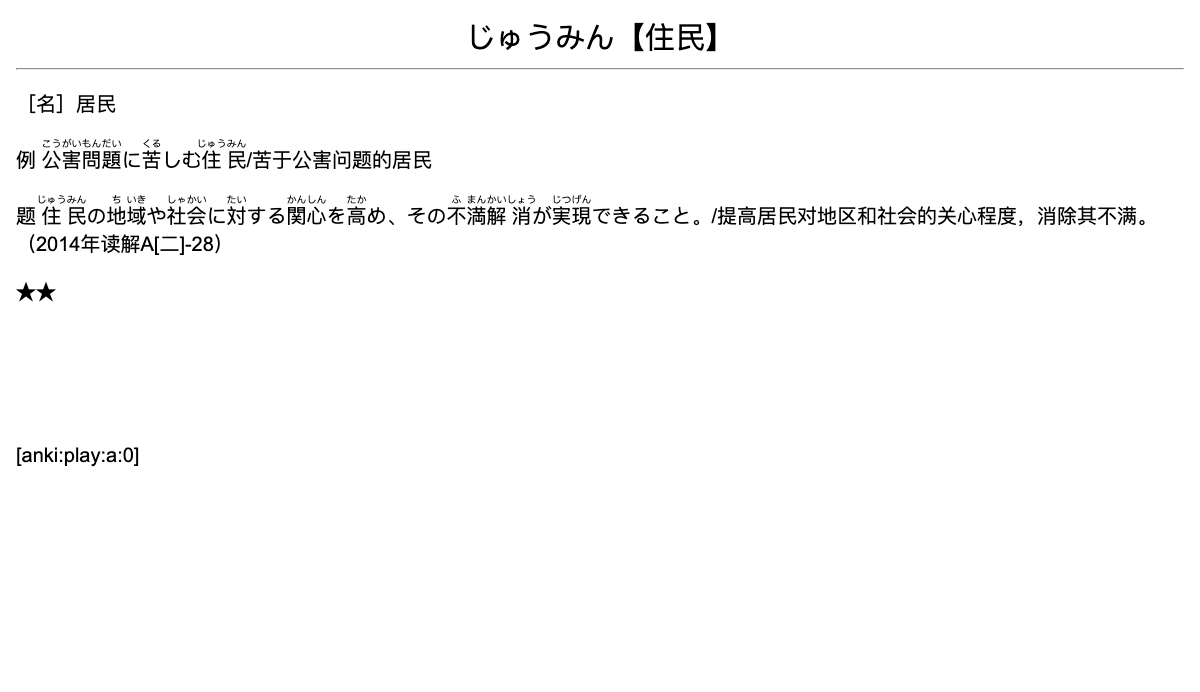 じゅうみん【住民】
［名］居民
こうがいもんだい くる じゅうみん
例 公害問題に苦しむ住民/苦于公害问题的居民
じゅうみん ちいき しゃかい たい かんしん たか ふまんかいしょう じつげん
题 住民の地域や社会に対する関心を高め、その不満解消が実現できること。/提高居民对地区和社会的关心程度，消除其不满。
（2014年读解A[二]-28）
★★
[anki:play:a:0]